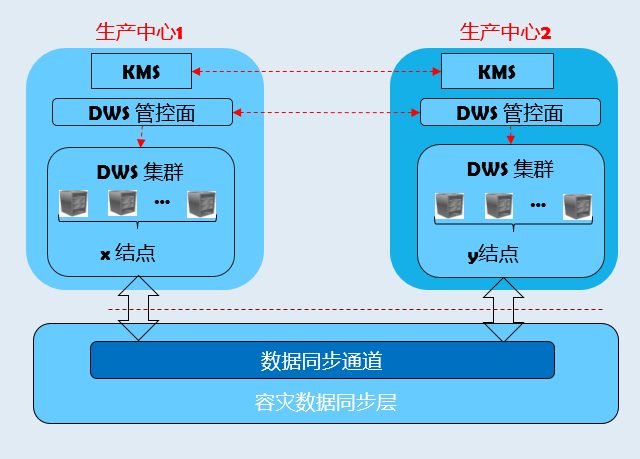 生产中心1
生产中心2
KMS
KMS
DWS 管控面
DWS 管控面
DWS 集群
DWS 集群
...
...
x 结点
y结点
数据同步通道
容灾数据同步层